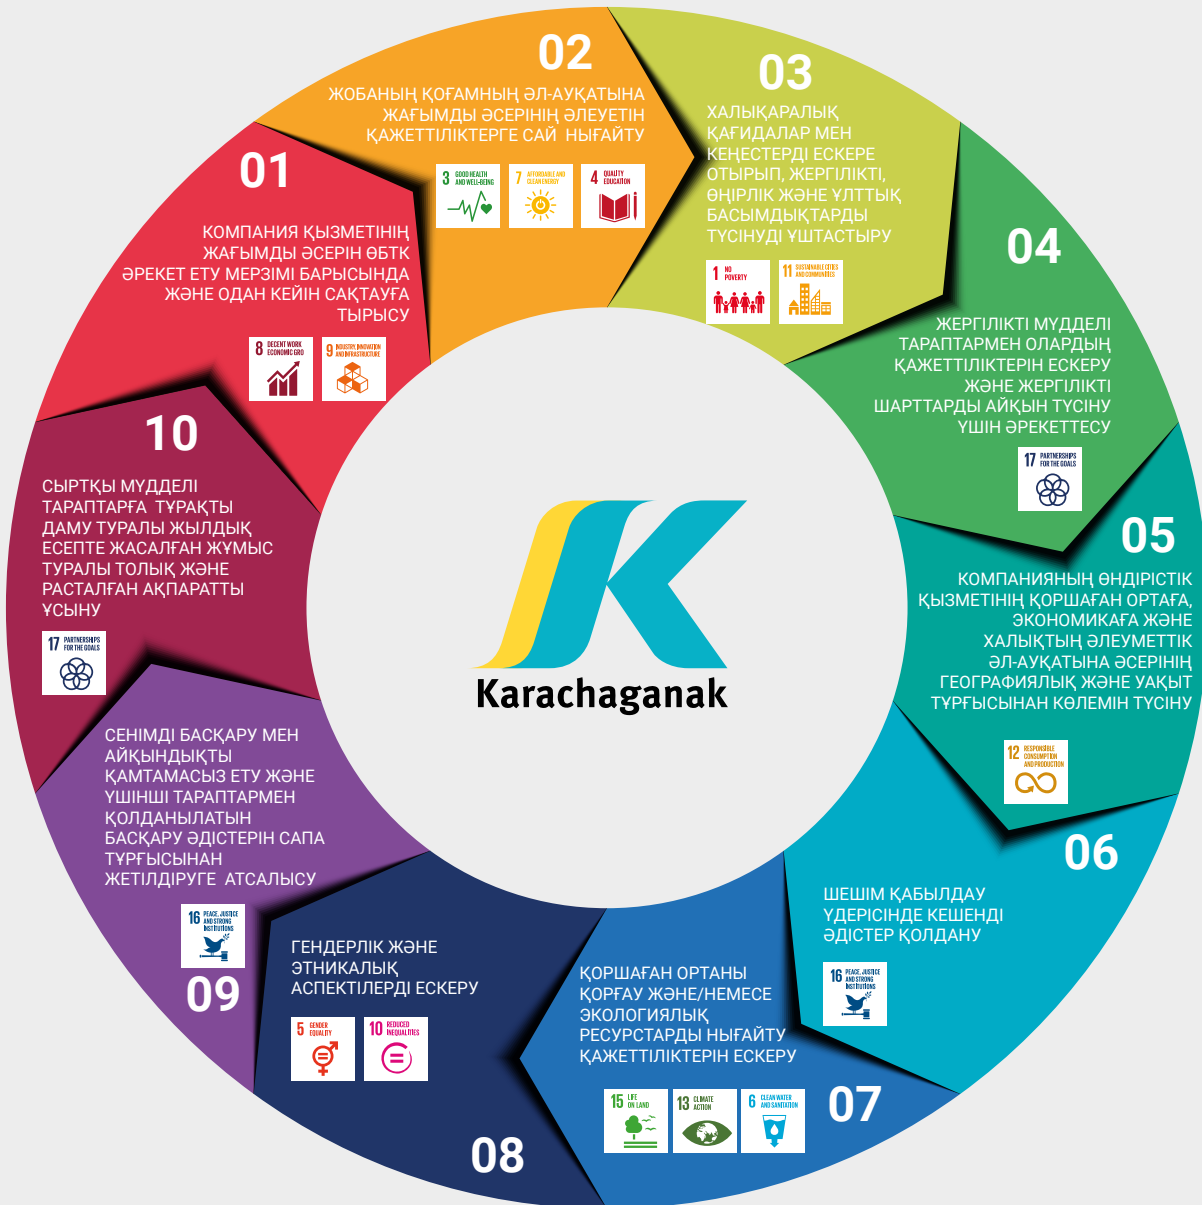 01
КОМПАНИЯ ҚЫЗМЕТІНІҢ
ЖАҒЫМДЫ ӘСЕРІН ӨБТК
ӘРЕКЕТ ЕТУ МЕРЗІМІ БАРЫСЫНДА
ЖӘНЕ ОДАН КЕЙІН САҚТАУҒА
ТЫРЫСУ
8 DECENT WORK
ECONOMIC GRO
9 INDUSTRY, INNOVATION
AND INFRASTRUCTURE
02
ЖОБАНЫҢ ҚОҒАМНЫҢ ӘЛ-АУҚАТЫНА
ЖАҒЫМДЫ ӘСЕРІНІҢ ӘЛЕУЕТІН
ҚАЖЕТТІЛІКТЕРГЕ САЙ НЫҒАЙТУ
3 GOOD HEALTH
AND WELL-BEING
7 AFFORDABLE AND
CLEAN ENERGY
4 QUALITY
EDUCATION
03
ХАЛЫҚАРАЛЫҚ
ҚАҒИДАЛАР МЕН
КЕҢЕСТЕРДІ ЕСКЕРЕ
ОТЫРЫП, ЖЕРГІЛІКТІ,
ӨҢІРЛІК ЖӘНЕ ҰЛТТЫҚ
БАСЫМДЫҚТАРДЫ
ТҮСІНУДІ ҰШТАСТЫРУ
1 NO
POVERTY
11 SUSTAINABLE CITIES
AND COMMUNITIES
04
ЖЕРГІЛІКТІ МҮДДЕЛІ
ТАРАПТАРМЕН ОЛАРДЫҢ
ҚАЖЕТТІЛІКТЕРІН ЕСКЕРУ
ЖӘНЕ ЖЕРГІЛІКТІ
ШАРТТАРДЫ АЙҚЫН ТҮСІНУ
ҮШІН ӘРЕКЕТТЕСУ
17 PARTNERSHIPS
FOR THE GOALS
05
КОМПАНИЯНЫҢ ӨНДІРІСТІК
ҚЫЗМЕТІНІҢ ҚОРШАҒАН ОРТАҒА,
ЭКОНОМИКАҒА ЖӘНЕ
ХАЛЫҚТЫҢ ӘЛЕУМЕТТІК
ӘЛ-АУҚАТЫНА ӘСЕРІНІҢ
ГЕОГРАФИЯЛЫҚ ЖӘНЕ УАҚЫТ
ТҰРҒЫСЫНАН КӨЛЕМІН ТҮСІНУ
12 RESPONSIBLE
CONSUMPTION
AND PRODUCTION
06
ШЕШІМ ҚАБЫЛДАУ
ҮДЕРІСІНДЕ КЕШЕНДІ
ӘДІСТЕР ҚОЛДАНУ
16 PEACE, JUSTICE
AND STRONG
INSTITUTIONS
07
ҚОРШАҒАН ОРТАНЫ
ҚОРҒАУ ЖӘНЕ/НЕМЕСЕ
ЭКОЛОГИЯЛЫҚ
РЕСУРСТАРДЫ НЫҒАЙТУ
ҚАЖЕТТІЛІКТЕРІН ЕСКЕРУ
15 LIFE
ON LAND
13 CLIMATE
ACTION
6 CLEAN WATER
AND SANITATION
08
ГЕНДЕРЛІК ЖӘНЕ
ЭТНИКАЛЫҚ
АСПЕКТІЛЕРДІ ЕСКЕРУ
5 GENDER
EQUALITY
10 REDUCED
INEQUALITIES
09
СЕНІМДІ БАСҚАРУ МЕН
АЙҚЫНДЫҚТЫ
ҚАМТАМАСЫЗ ЕТУ ЖӘНЕ
ҮШІНШІ ТАРАПТАРМЕН
ҚОЛДАНЫЛАТЫН
БАСҚАРУ ӘДІСТЕРІН САПА
ТҰРҒЫСЫНАН
ЖЕТІЛДІРУГЕ АТСАЛЫСУ
16 PEACE, JUSTICE
AND STRONG
INSTITUTIONS
10
СЫРТҚЫ МҮДДЕЛІ
ТАРАПТАРҒА ТҰРАҚТЫ
ДАМУ ТУРАЛЫ ЖЫЛДЫҚ
ЕСЕПТЕ ЖАСАЛҒАН ЖҰМЫС
ТУРАЛЫ ТОЛЫҚ ЖӘНЕ
РАСТАЛҒАН АҚПАРАТТЫ
ҰСЫНУ
17 PARTNERSHIPS
FOR THE GOALS
Karachaganak